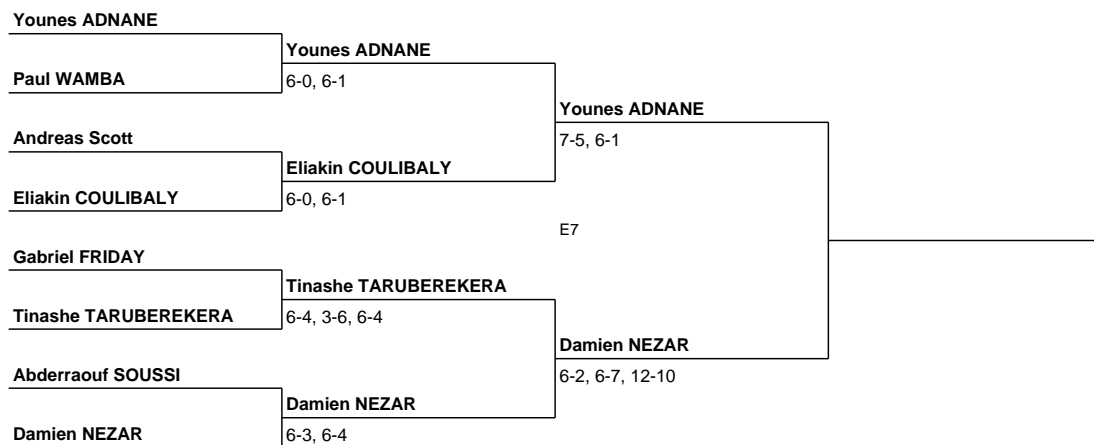 Younes ADNANE
Younes ADNANE
Paul WAMBA
6-0, 6-1
Younes ADNANE
Andreas Scott
7-5, 6-1
Eliakin COULIBALY
Eliakin COULIBALY
6-0, 6-1
E7
Gabriel FRIDAY
Tinashe TARUBEREKERA
Tinashe TARUBEREKERA
6-4, 3-6, 6-4
Damien NEZAR
Abderraouf SOUSSI
6-2, 6-7, 12-10
Damien NEZAR
Damien NEZAR
6-3, 6-4